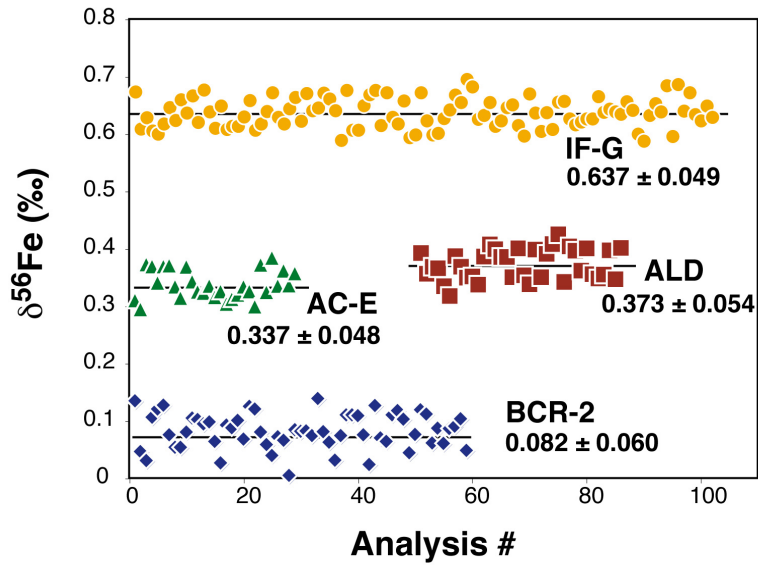 0.8
0.7
0.6
0.5
0.4
0.3
0.2
0.1
0
δ56Fe (‰)
IF-G
0.637 ± 0.049
ALD
0.373 ± 0.054
AC-E
0.337 ± 0.048
BCR-2
0.082 ± 0.060
0 20 40 60 80 100
Analysis #